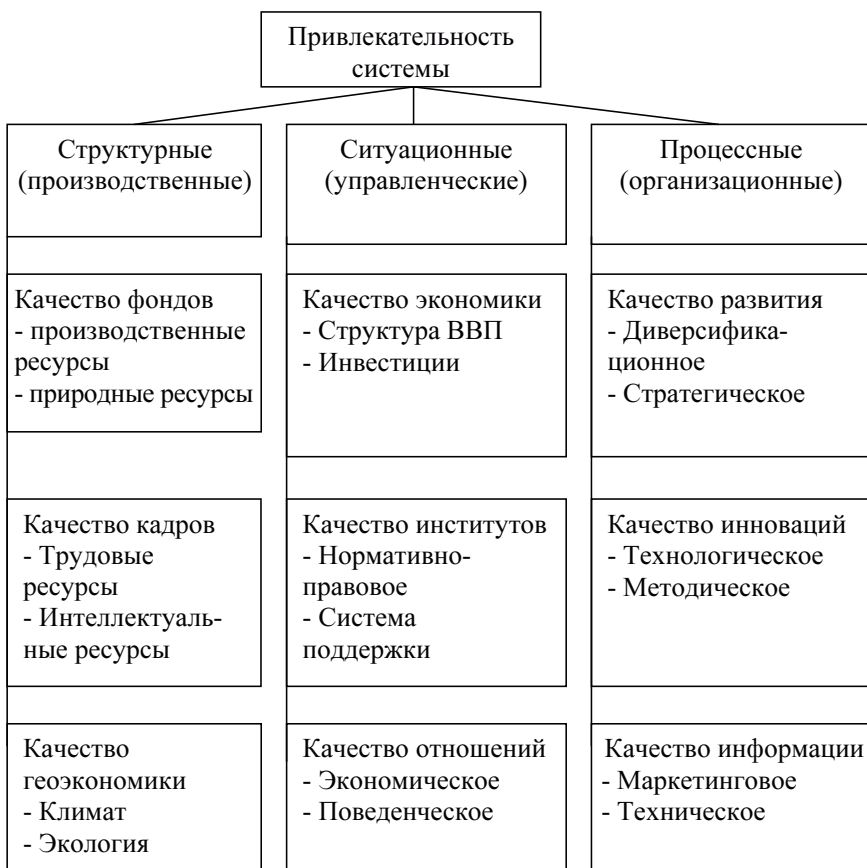 Привлекательность
системы
Структурные
(производственные)
Ситуационные
(управленческие)
Процессные
(организационные)
Качество фондов
- производственные
ресурсы
- природные ресурсы
Качество экономики
- Структура ВВП
- Инвестиции
Качество развития
- Диверсифика-
ционное
- Стратегическое
Качество кадров
- Трудовые
ресурсы
- Интеллектуаль-
ные ресурсы
Качество институтов
- Нормативно-
правовое
- Система
поддержки
Качество инноваций
- Технологическое
- Методическое
Качество
геоэкономики
- Климат
- Экология
Качество отношений
- Экономическое
- Поведенческое
Качество информации
- Маркетинговое
- Техническое